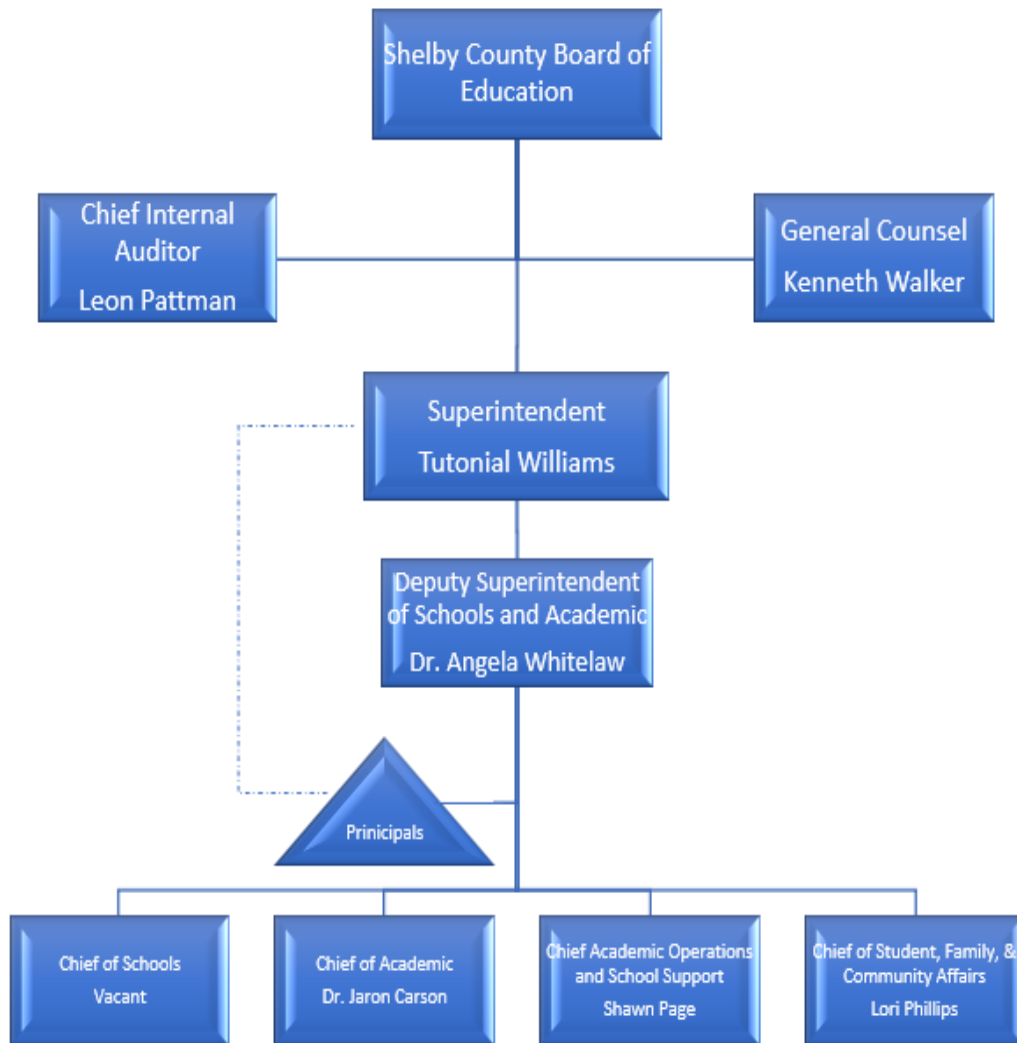 Shelby County Board of
Education
Chief Internal
Auditor
Leon Pattman
General Counsel
Kenneth Walker
Superintendent
Tutonial Williams
Deputy Superintendent
of Schools and Academic
Dr. Angela Whitelaw
Prinicipals
Chief of Schools
Vacant
Chief of Academic
Dr. Jaron Carson
Chief Academic Operations
and School Support
Shawn Page
Chief of Student, Family, &
Community Affairs
Lori Phillips